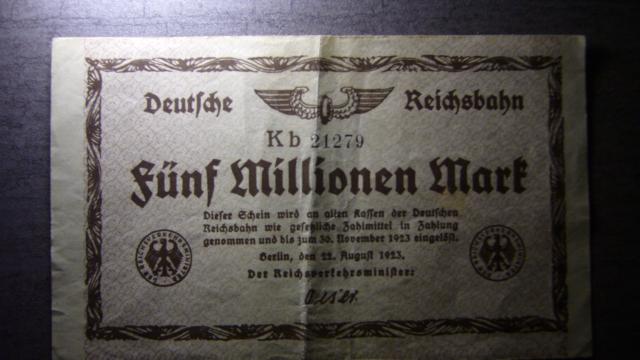 Deutsche Reichsbahn
Kb 21279
Fünf Millionen Mark
Dieser Schein wird an allen Kassen der Deutschen
Reichsbahn wie gesetzliche Zahlmittel in Zahlung
genommen und bis zum 30. November 1923 eingelöst.
Berlin, den 22. August 1923.
Der Reichsverkehrsminister:
Oeser